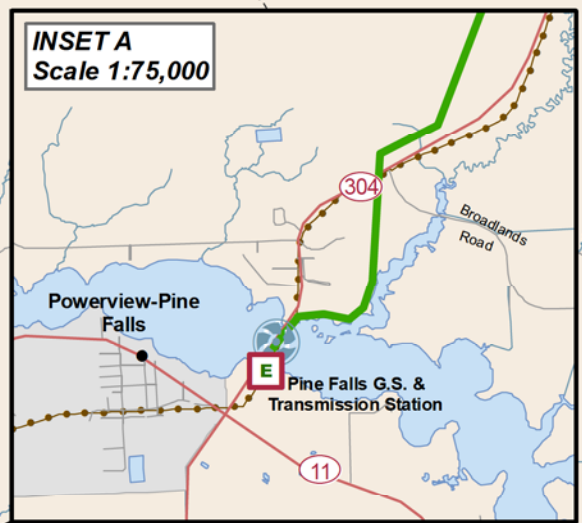 INSET A
Scale 1:75,000
304
Broadlands
Road
Powerview-Pine
Falls
E
Pine Falls G.S. &
Transmission Station
11